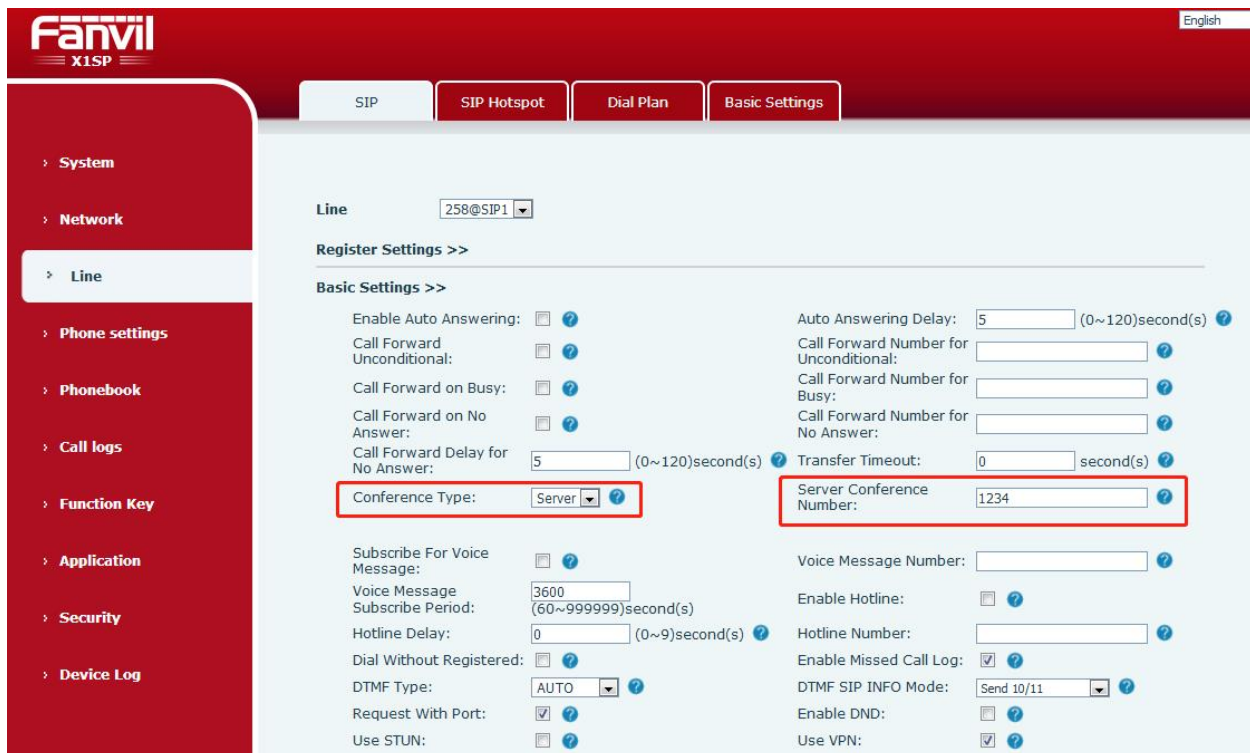 Fanvil
X1SP
English
SIP
SIP Hotspot
Dial Plan
Basic Settings
› System
› Network
› Line
› Phone settings
› Phonebook
› Call logs
› Function Key
› Application
› Security
› Device Log
Line 258@SIP1
Register Settings >>
Basic Settings >>
Enable Auto Answering: ? Auto Answering Delay: 5 (0~120)second(s) ?
Call Forward
Unconditional: ?
Call Forward Number for
Unconditional: ?
Call Forward on Busy: ?
Call Forward Number for
Busy: ?
Call Forward on No
Answer: ?
Call Forward Number for
No Answer: ?
Call Forward Delay for
No Answer: 5 (0~120)second(s) ?
Transfer Timeout: 0 second(s) ?
Conference Type: Server ?
Server Conference
Number: 1234 ?
Subscribe For Voice
Message: ?
Voice Message Number: ?
Voice Message
Subscribe Period: 3600
(60~999999)second(s)
Enable Hotline: ?
Hotline Delay: 0 (0~9)second(s) ?
Hotline Number: ?
Dial Without Registered: ?
Enable Missed Call Log: ?
DTMF Type: AUTO ?
DTMF SIP INFO Mode: Send 10/11 ?
Request With Port: ?
Enable DND: ?
Use STUN: ?
Use VPN: ?